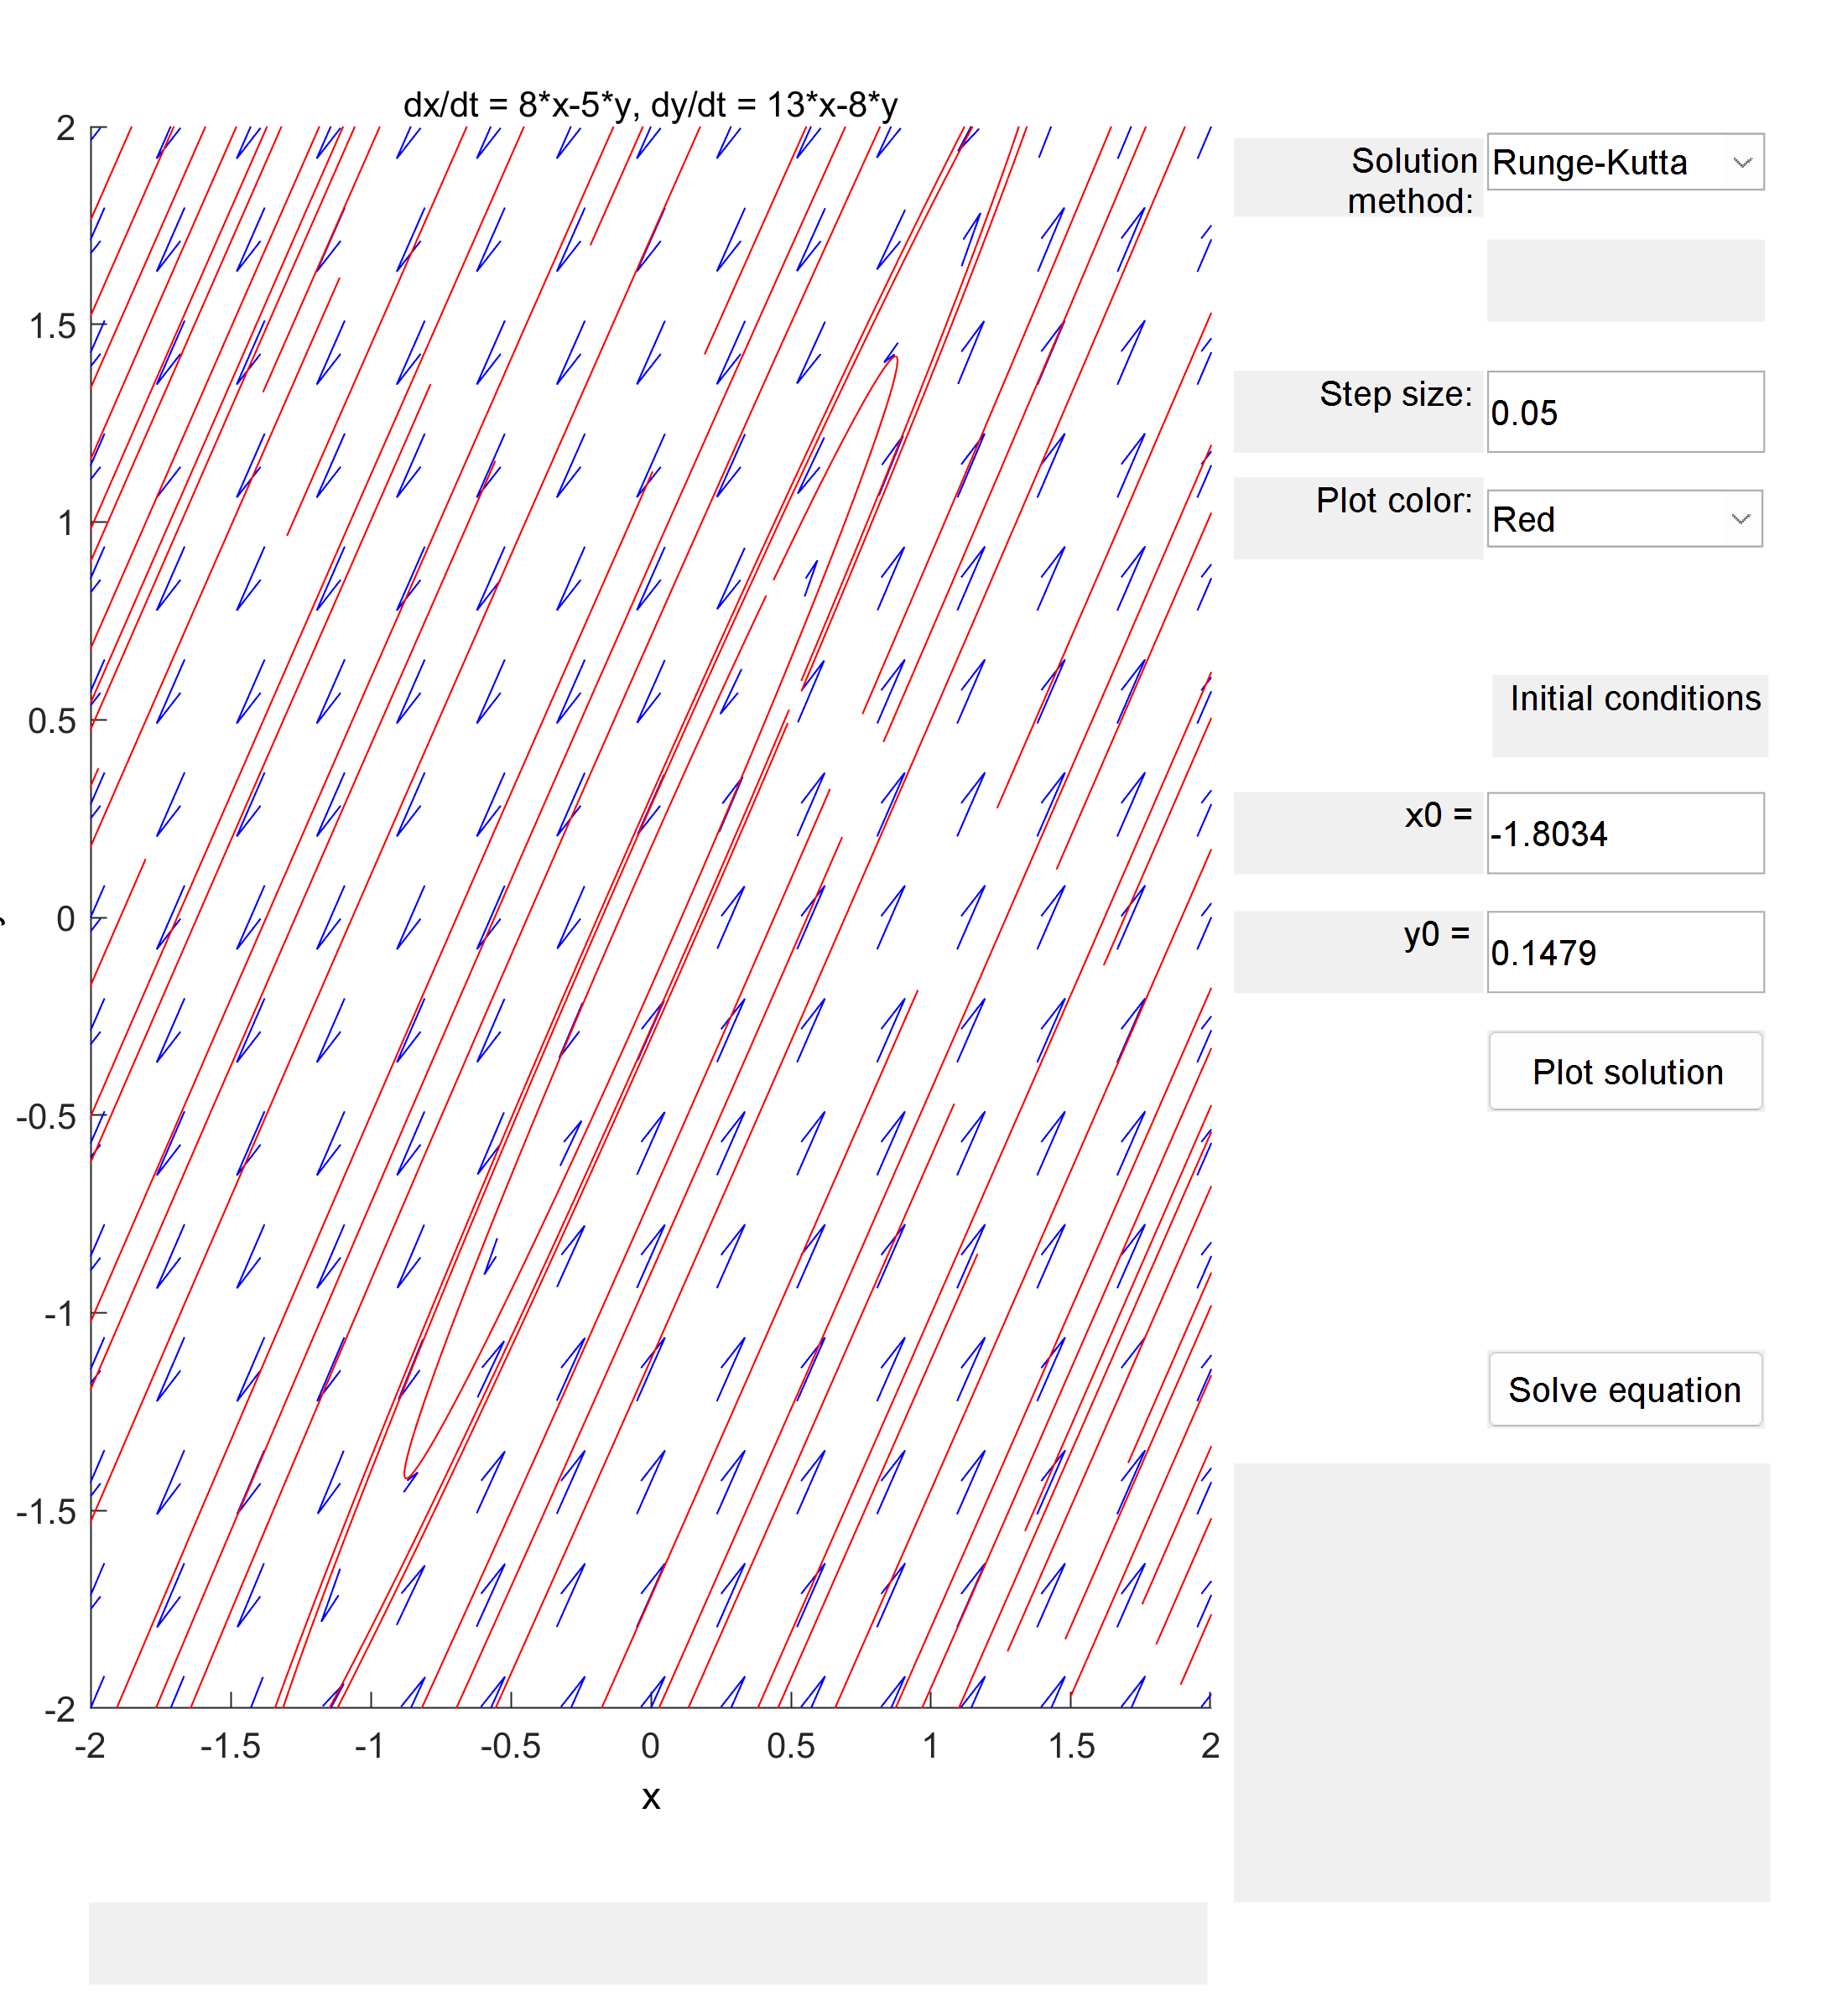 dx/dt = 8*x-5*y, dy/dt = 13*x-8*y
2
1.5
1
0.5
0
-0.5
-1
-1.5
-2
-2
-1.5
-1
-0.5
0
0.5
1
1.5
2
x
Solution
method:
Runge-Kutta
Step size:
0.05
Plot color:
Red
Initial conditions
x0 =
-1.8034
y0 =
0.1479
Plot solution
Solve equation